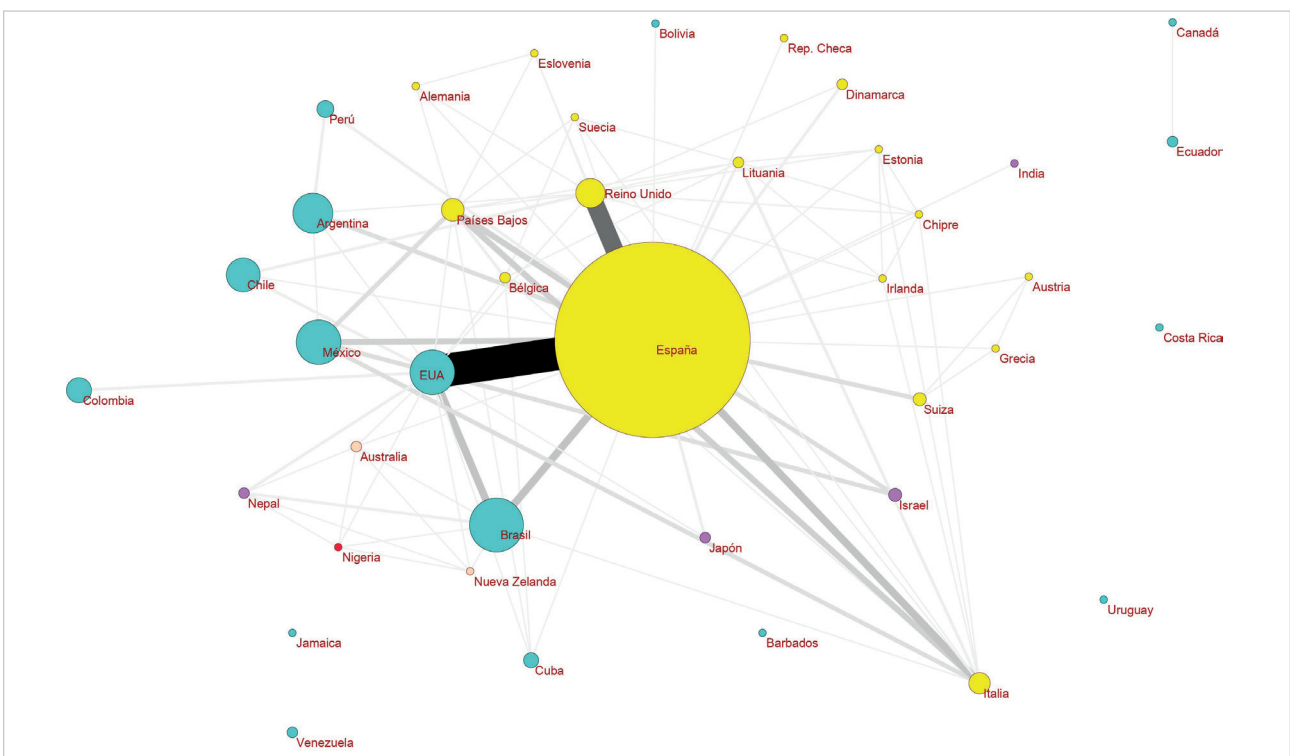 Bolivia
Canadá
Rep. Checa
Eslovenia
Alemania
Dinamarca
Perú
Suecia
Ecuador
Estonia
India
Lituania
Reino Unido
Argentina
Países Bajos
Chipre
Chile
Bélgica
Irlanda
Austria
Costa Rica
México
España
Grecia
EUA
Colombia
Suiza
Australia
Nepal
Israel
Brasil
Japón
Nigeria
Nueva Zelanda
Uruguay
Jamaica
Barbados
Cuba
Italia
Venezuela